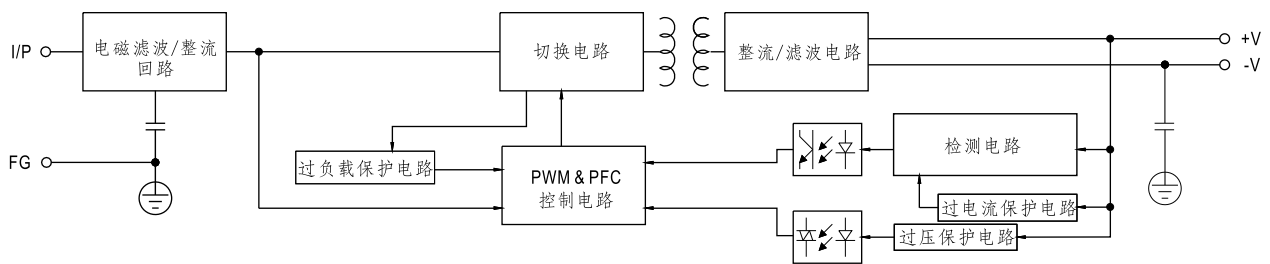 I/P
电磁滤波/整流
回路
切换电路
整流/滤波电路
+V
-V
FG
过负载保护电路
PWM & PFC
控制电路
检测电路
过电流保护电路
过压保护电路